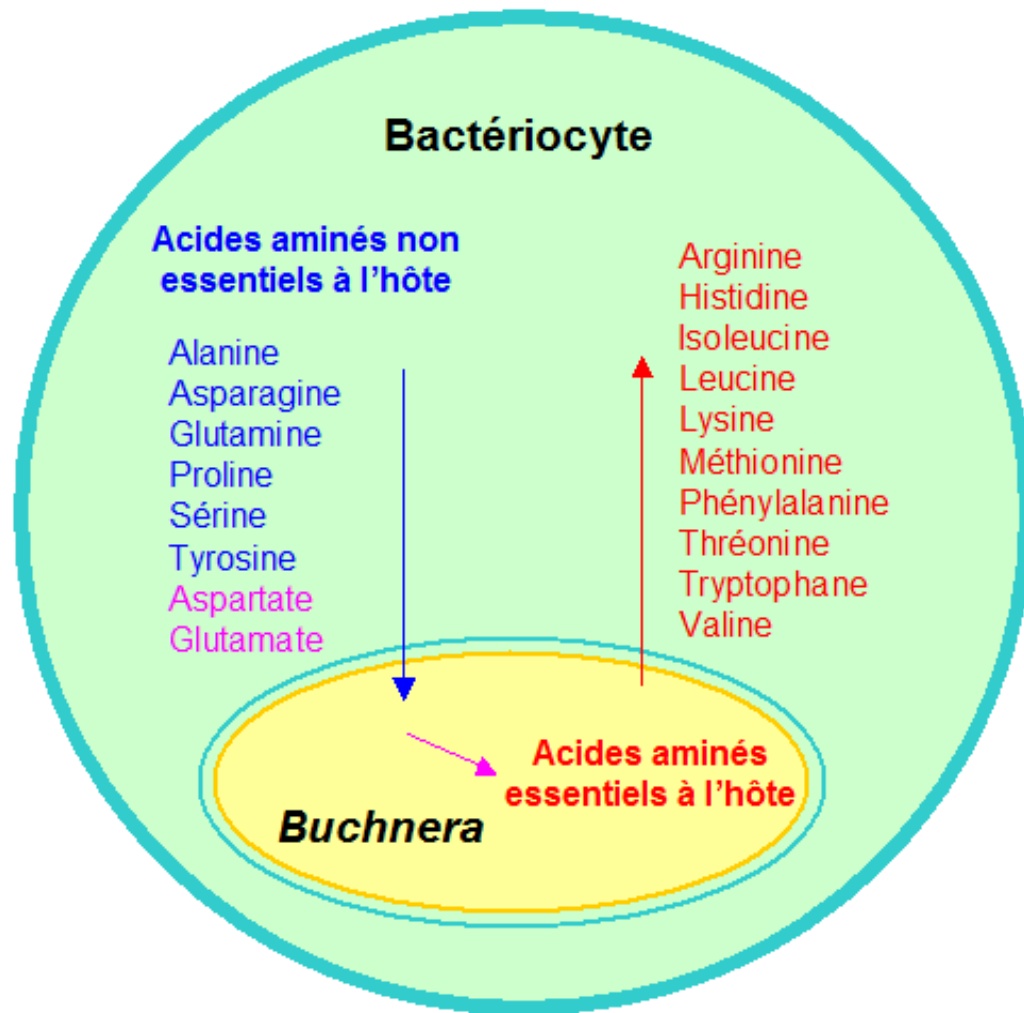 Bactériocyte
Acides aminés non
essentiels à l’hôte
Alanine
Asparagine
Glutamine
Proline
Sérine
Tyrosine
Aspartate
Glutamate
Arginine
Histidine
Isoleucine
Leucine
Lysine
Méthionine
Phénylalanine
Thréonine
Tryptophane
Valine
Acides aminés
essentiels à l’hôte
Buchnera